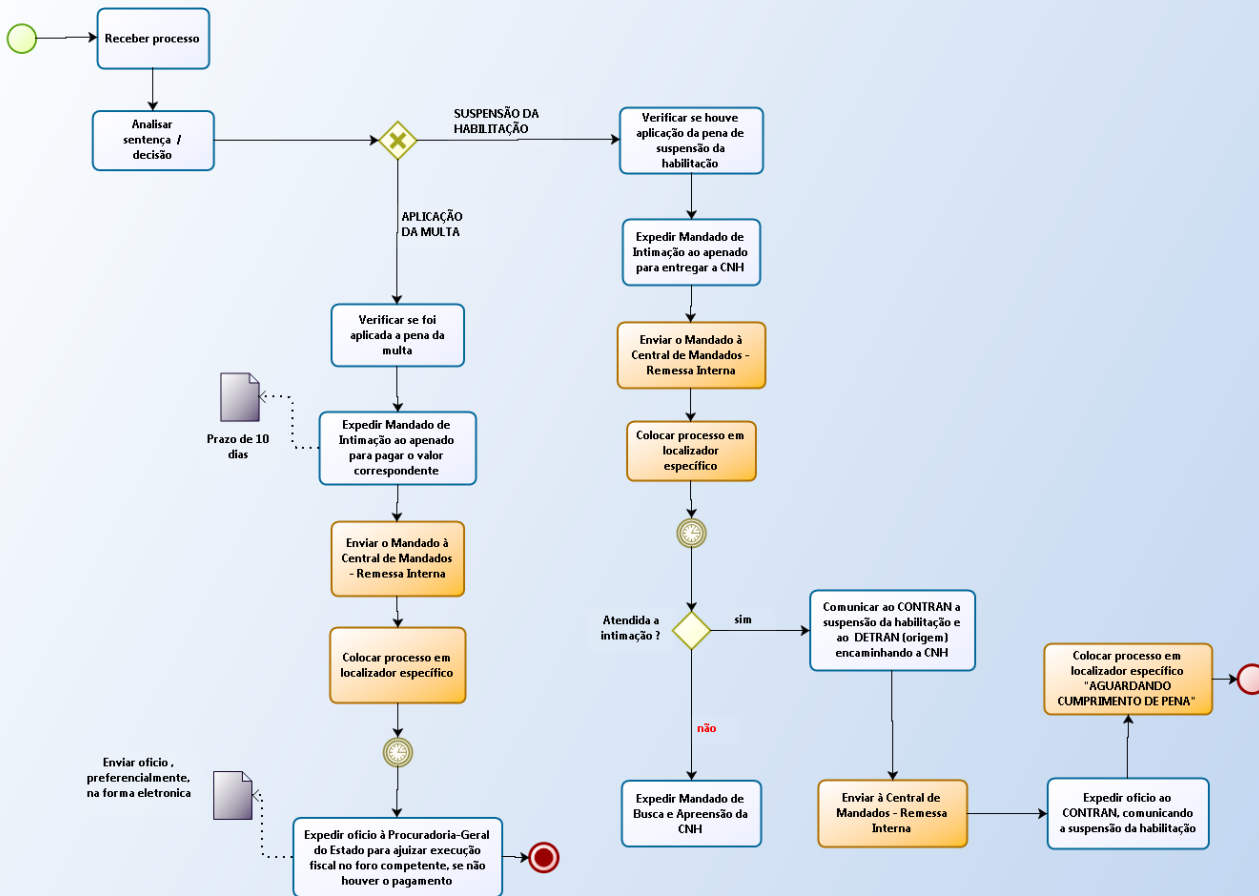 Receber processo
Analisar
sentença /
decisão
SUSPENSÃO DA
HABILITAÇÃO
Verificar se houve
aplicação da pena de
suspensão da
habilitação
APLICAÇÃO
DA MULTA
Expedir Mandado de
Intimação ao apenado
para entregar a CNH
Verificar se foi
aplicada a pena da
multa
Enviar o Mandado à
Central de Mandados -
Remessa Interna
Prazo de 10
dias
Expedir Mandado de
Intimação ao apenado
para pagar o valor
correspondente
Colocar processo em
localizador
específico
Enviar o Mandado à
Central de Mandados
- Remessa Interna
Atendida a
intimação ?
sim
Comunicar ao CONTRAN a
suspensão da habilitação e
ao DETRAN (origem)
encaminhando a CNH
Colocar processo em
localizador específico
Colocar processo em
localizador específico
"AGUARDANDO
CUMPRIMENTO DE PENA"
não
Enviar oficio ,
preferencialmente,
na forma eletronica
Expedir Mandado de
Busca e Apreensão da
CNH
Enviar à Central de
Mandados - Remessa
Interna
Expedir oficio ao
CONTRAN, comunicando
a suspensão da habilitação
Expedir oficio à Procuradoria-Geral
do Estado para ajuizar execução
fiscal no foro competente, se não
houver o pagamento